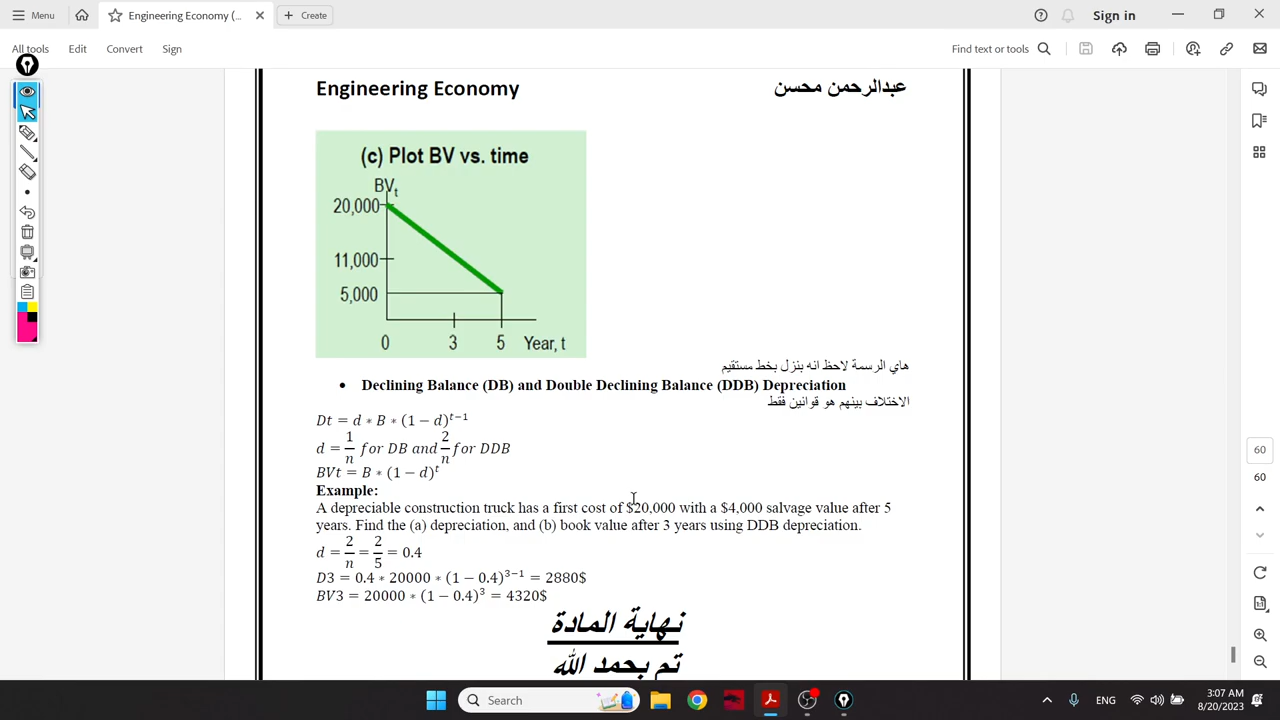 Menu
Engineering Economy (...
Create
Sign in
All tools
Edit
Convert
Sign
Find text or tools
Engineering Economy
عبدالرحمن محسن
(c) Plot BV vs. time
BVt
20,000
11,000
5,000
0 3 5 Year, t
هاي الرسمة لاحظ انه بنزل بخط مستقيم
• Declining Balance (DB) and Double Declining Balance (DDB) Depreciation
الاختلاف بينهم هو قوانين فقط
Dt = d ∗ B ∗ (1 − d)^{t−1}
d = 1/n for DB and 2/n for DDB
BVt = B ∗ (1 − d)^t
Example:
A depreciable construction truck has a first cost of $20,000 with a $4,000 salvage value after 5
years. Find the (a) depreciation, and (b) book value after 3 years using DDB depreciation.
d = 2/n = 2/5 = 0.4
D3 = 0.4 ∗ 20000 ∗ (1 − 0.4)^{3−1} = 2880$
BV3 = 20000 ∗ (1 − 0.4)^3 = 4320$
نهاية المادة
تم بحمد الله
60
60
Search
ENG
3:07 AM
8/20/2023